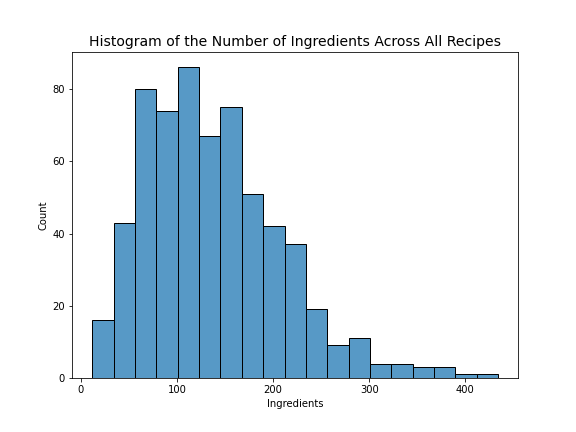 Histogram of the Number of Ingredients Across All Recipes
80
60
40
20
0
Count
0 100 200 300 400
Ingredients